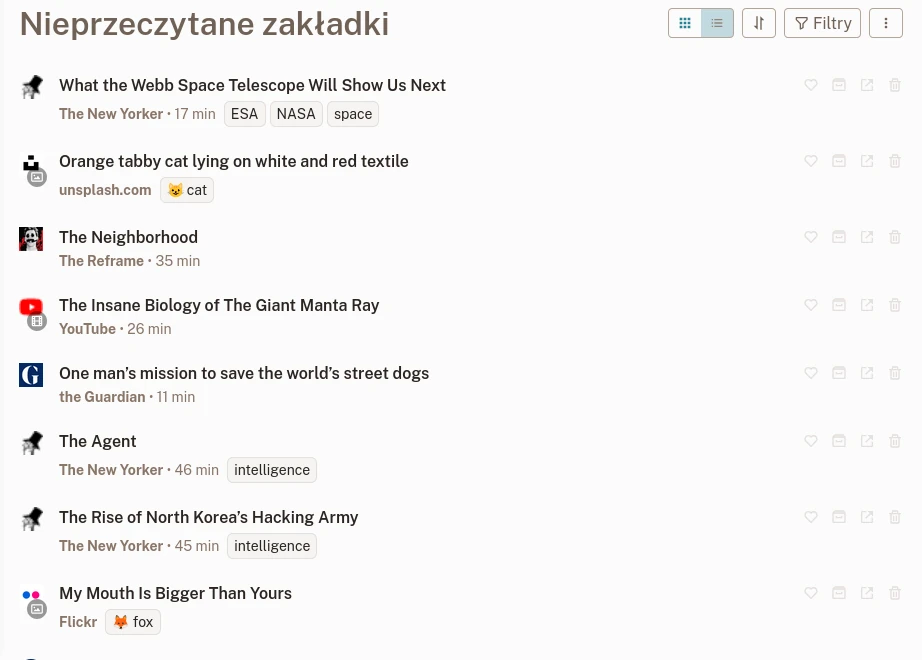 Nieprzeczytane zakładki
Filtry
What the Webb Space Telescope Will Show Us Next
The New Yorker • 17 min ESA NASA space
Orange tabby cat lying on white and red textile
unsplash.com 😺 cat
The Neighborhood
The Reframe • 35 min
The Insane Biology of The Giant Manta Ray
YouTube • 26 min
G One man’s mission to save the world’s street dogs
the Guardian • 11 min
The Agent
The New Yorker • 46 min intelligence
The Rise of North Korea’s Hacking Army
The New Yorker • 45 min intelligence
My Mouth Is Bigger Than Yours
Flickr 🦊 fox